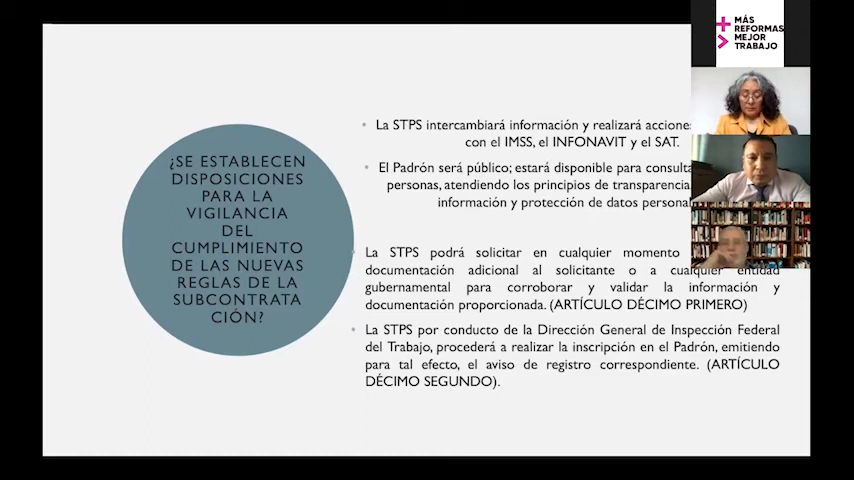 MÁS
REFORMAS
MEJOR
TRABAJO
¿SE ESTABLECEN
DISPOSICIONES
PARA LA
VIGILANCIA
DEL
CUMPLIMIENTO
DE LAS NUEVAS
REGLAS DE LA
SUBCONTRATA
CIÓN?
• La STPS intercambiará información y realizará acciones
con el IMSS, el INFONAVIT y el SAT.
• El Padrón será público; estará disponible para consulta
personas, atendiendo los principios de transparencia
información y protección de datos
La STPS podrá solicitar en cualquier momento
documentación adicional al solicitante o a cualquier entidad
gubernamental para corroborar y validar la información y
documentación proporcionada. (ARTÍCULO DÉCIMO PRIMERO)
• La STPS por conducto de la Dirección General de Inspección Federal
del Trabajo, procederá a realizar la inscripción en el Padrón, emitiendo
para tal efecto, el aviso de registro correspondiente. (ARTÍCULO
DÉCIMO SEGUNDO).